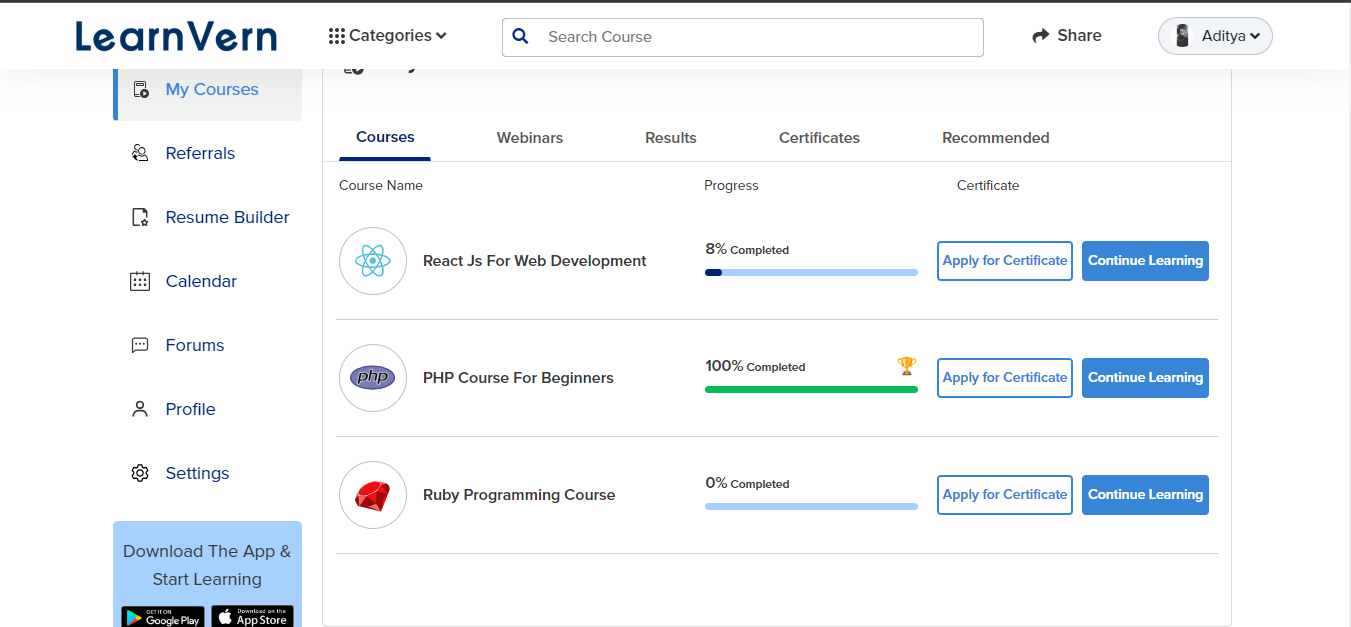 LearnVern
Categories
Search Course
Share
Aditya
My Courses
Referrals
Resume Builder
Calendar
Forums
Profile
Settings
Download The App &
Start Learning
GET IT ON
Google Play
Download on the
App Store
Courses Webinars Results Certificates Recommended
Course Name Progress Certificate
React Js For Web Development
8% Completed
Apply for Certificate Continue Learning
php
PHP Course For Beginners
100% Completed
Apply for Certificate Continue Learning
Ruby Programming Course
0% Completed
Apply for Certificate Continue Learning